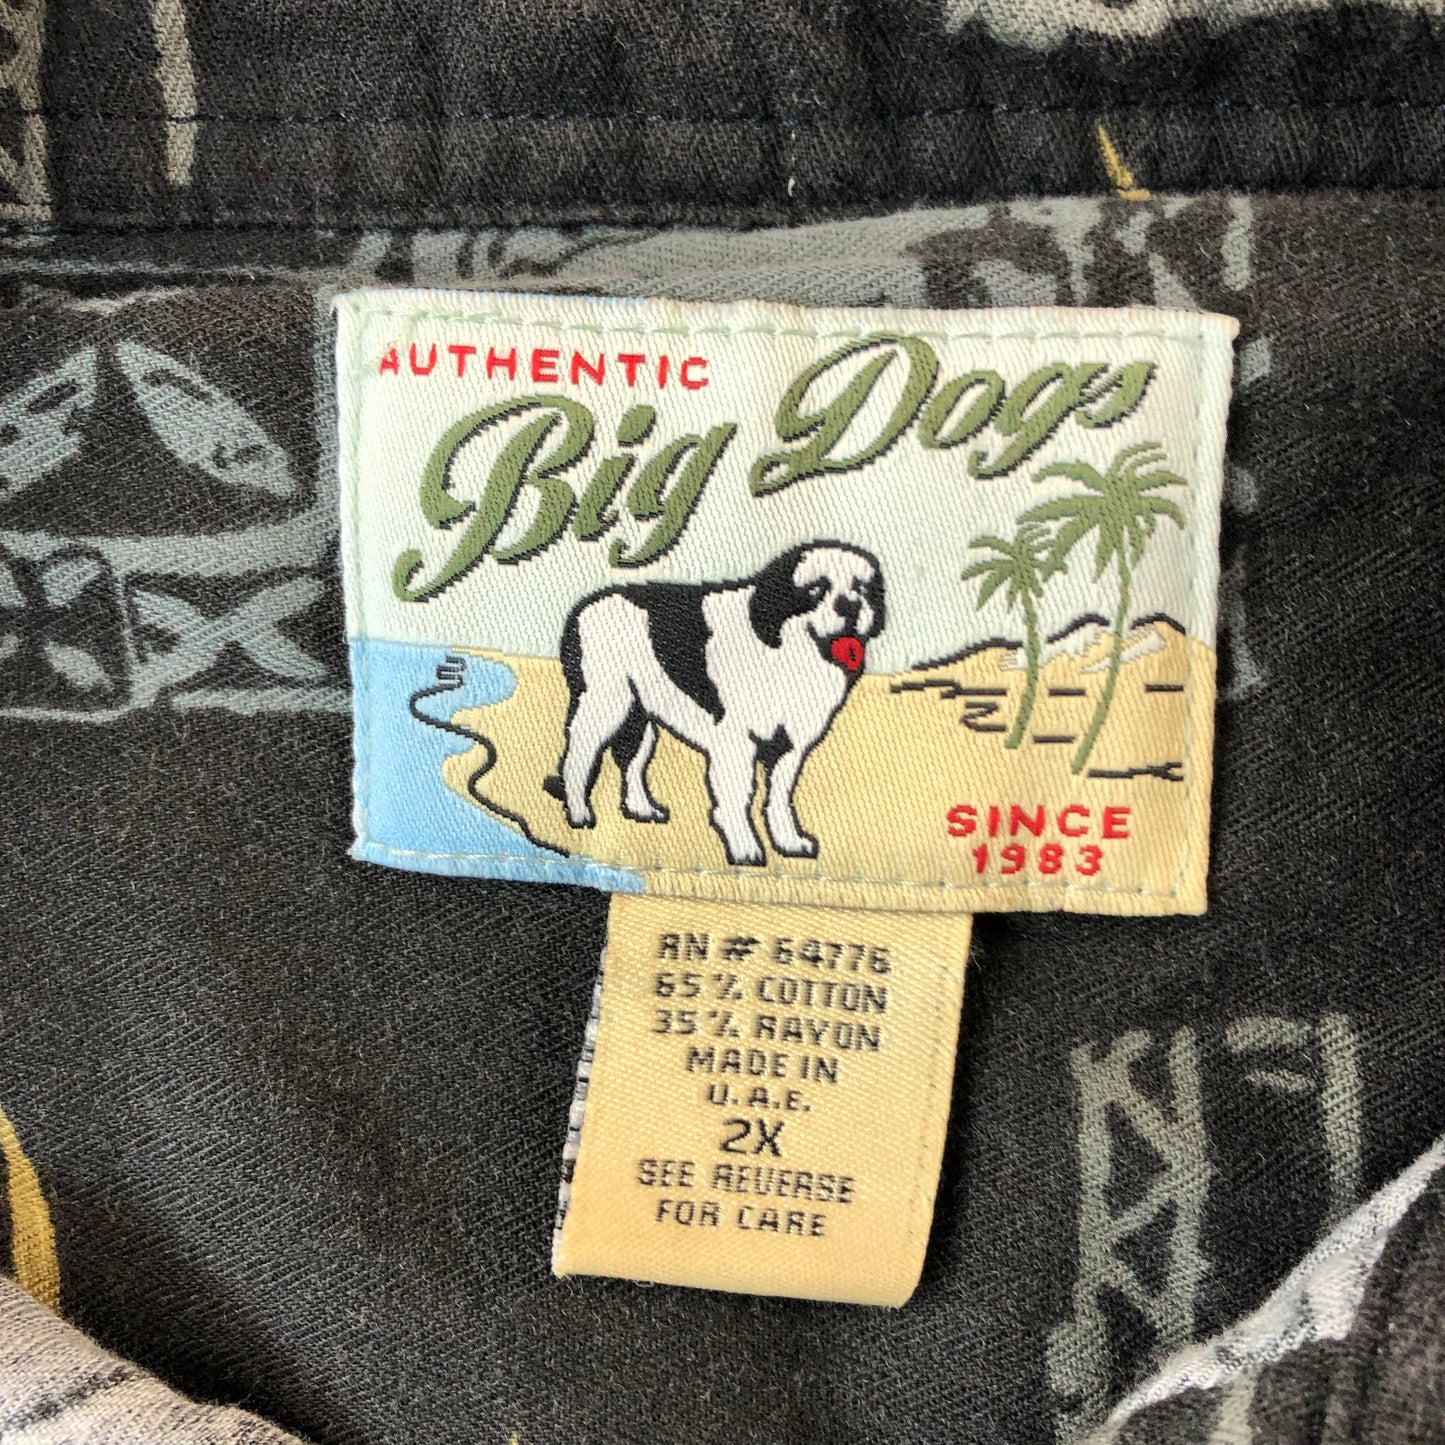 AUTHENTIC
Big Dogs
SINCE
1983
RN # 64776
65% COTTON
35% RAYON
MADE IN
U.A.E.
2X
SEE REVERSE
FOR CARE